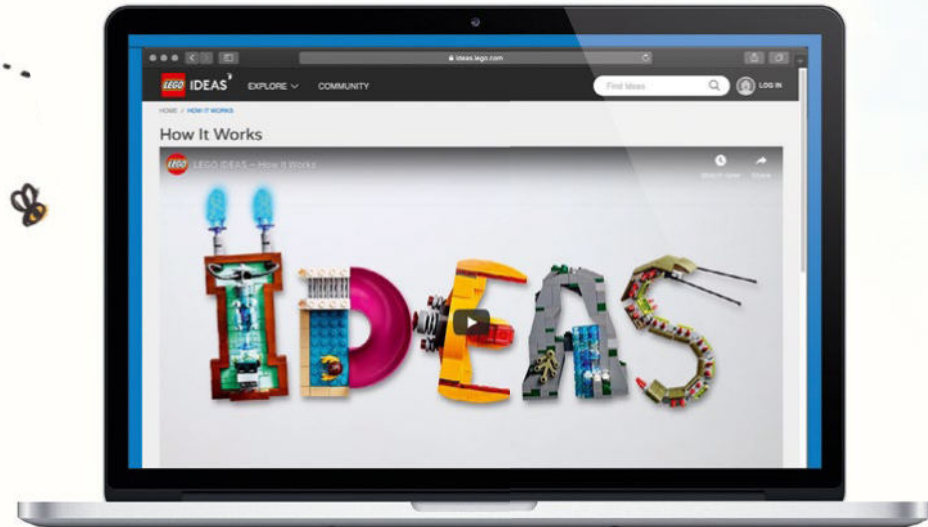 ideas.lego.com
LEGO IDEAS EXPLORE COMMUNITY
Find Ideas
LOG IN
HOME / HOW IT WORKS
How It Works
LEGO
LEGO IDEAS – How It Works
Watch later Share
IDEAS